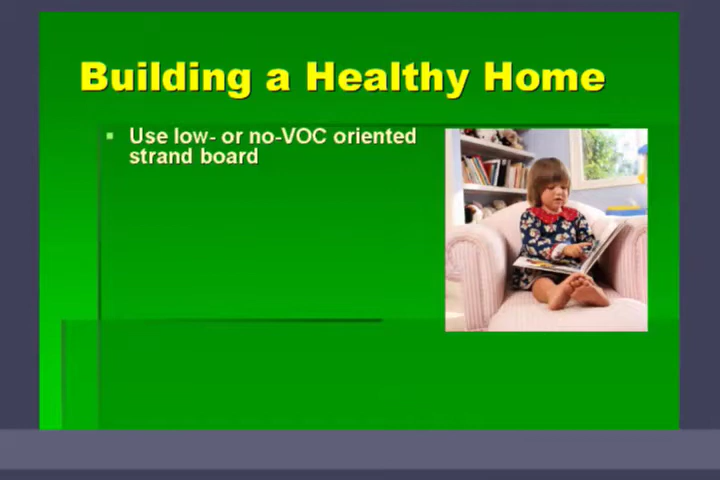 Building a Healthy Home
▪ Use low- or no-VOC oriented
strand board